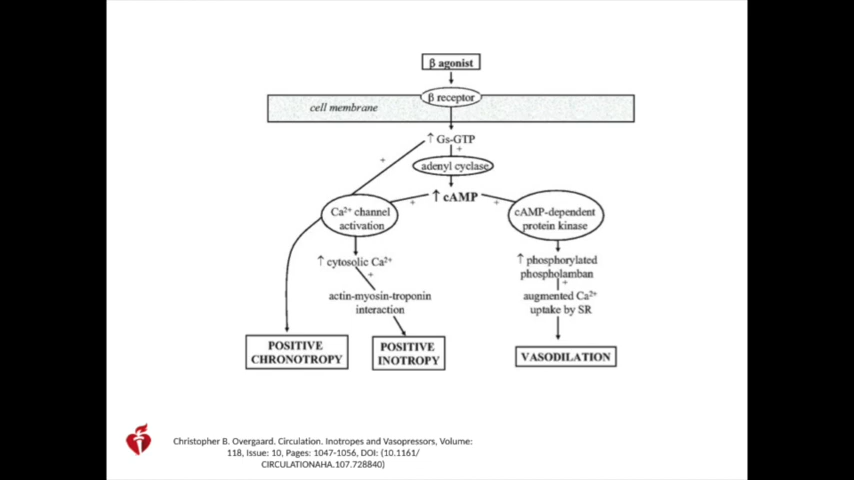 β agonist
cell membrane
β receptor
↑ Gs-GTP
+
+
adenyl cyclase
↑ cAMP
+
+
Ca²⁺ channel
activation
cAMP-dependent
protein kinase
↑ cytosolic Ca²⁺
+
↑ phosphorylated
phospholamban
+
actin-myosin-troponin
interaction
augmented Ca²⁺
uptake by SR
POSITIVE
CHRONOTROPY
POSITIVE
INOTROPY
VASODILATION
Christopher B. Overgaard. Circulation. Inotropes and Vasopressors, Volume:
118, Issue: 10, Pages: 1047-1056, DOI: (10.1161/
CIRCULATIONAHA.107.728840)